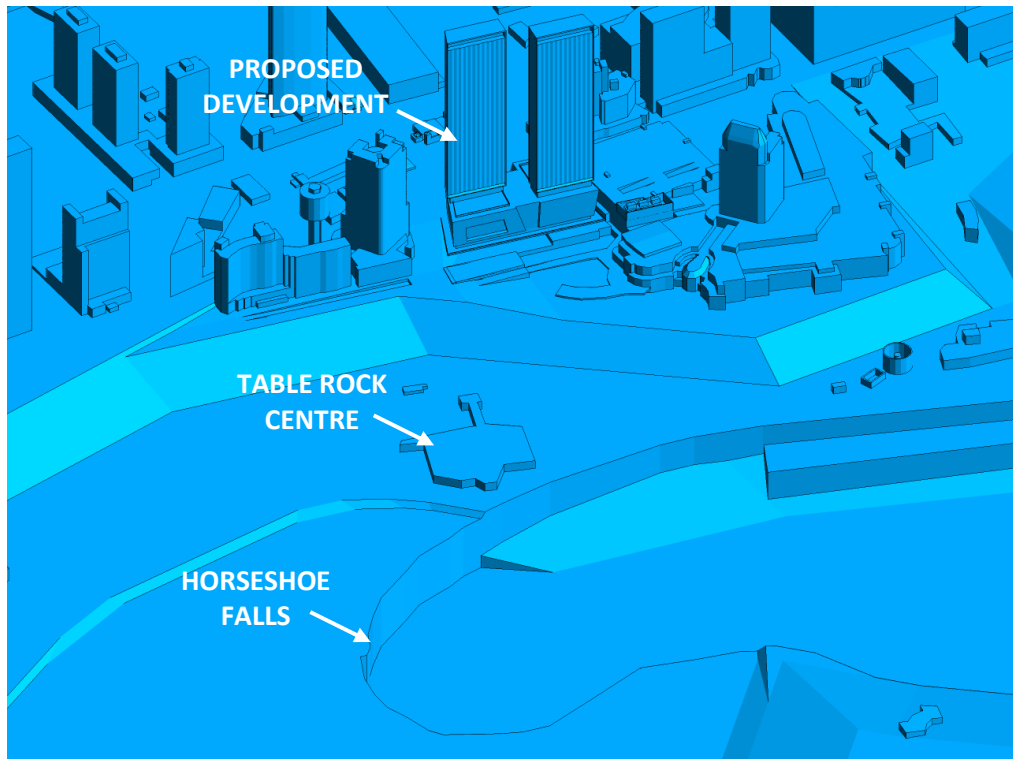 PROPOSED
DEVELOPMENT
TABLE ROCK
CENTRE
HORSESHOE
FALLS